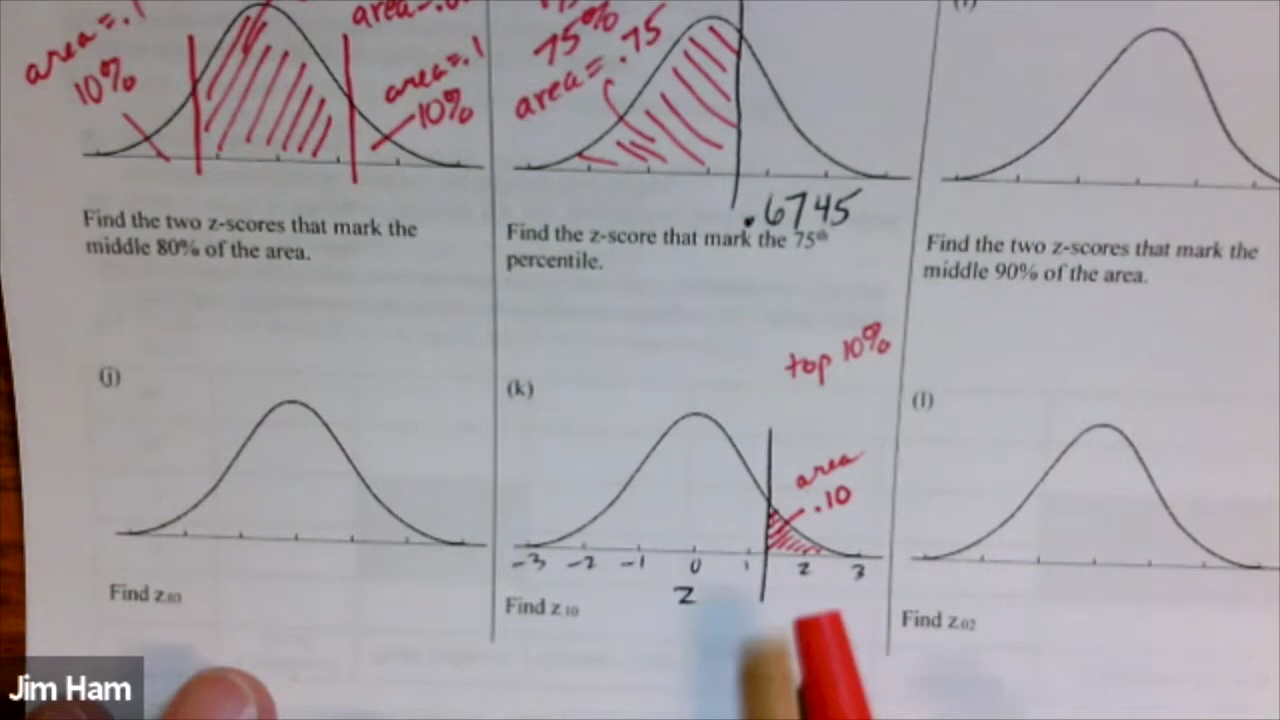 area=.1
10%
area=.1
10%
Find the two z-scores that mark the
middle 80% of the area.
75%
area=.75
.6745
Find the z-score that mark the 75th
percentile.
Find the two z-scores that mark the
middle 90% of the area.
(j)
Find z.03
(k)
top 10%
area
.10
-3 -2 -1 0 1 2 3
z
Find z.10
(l)
Find z.02
Jim Ham